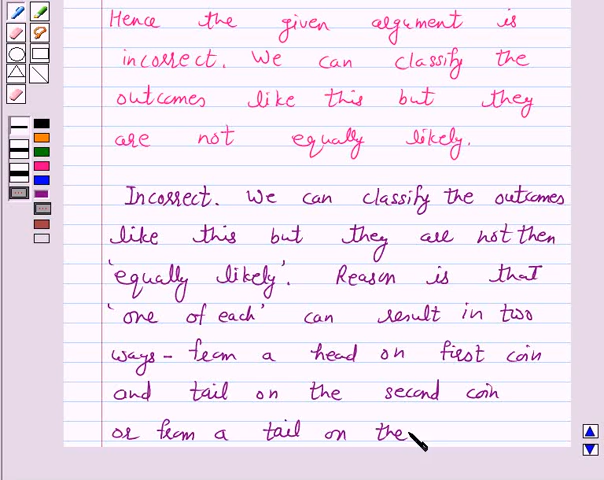 Hence the given argument is
incorrect. We can classify the
outcomes like this but they
are not equally likely.
Incorrect. We can classify the outcomes
like this but they are not then
'equally likely'. Reason is that
'one of each' can result in two
ways - from a head on first coin
and tail on the second coin
or from a tail on the